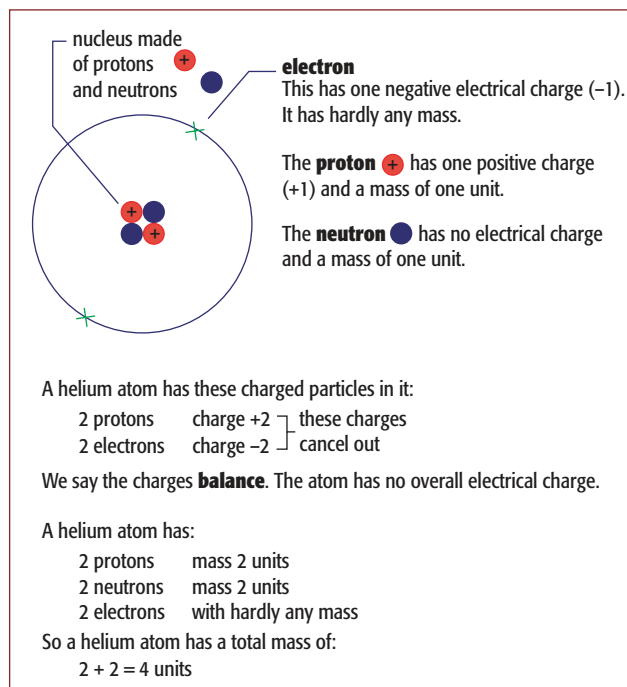 nucleus made
of protons
and neutrons
+
electron
This has one negative electrical charge (–1).
It has hardly any mass.
The proton + has one positive charge
(+1) and a mass of one unit.
The neutron has no electrical charge
and a mass of one unit.
+
+
A helium atom has these charged particles in it:
2 protons charge +2 these charges
2 electrons charge –2 cancel out
We say the charges balance. The atom has no overall electrical charge.
A helium atom has:
2 protons mass 2 units
2 neutrons mass 2 units
2 electrons with hardly any mass
So a helium atom has a total mass of:
2 + 2 = 4 units